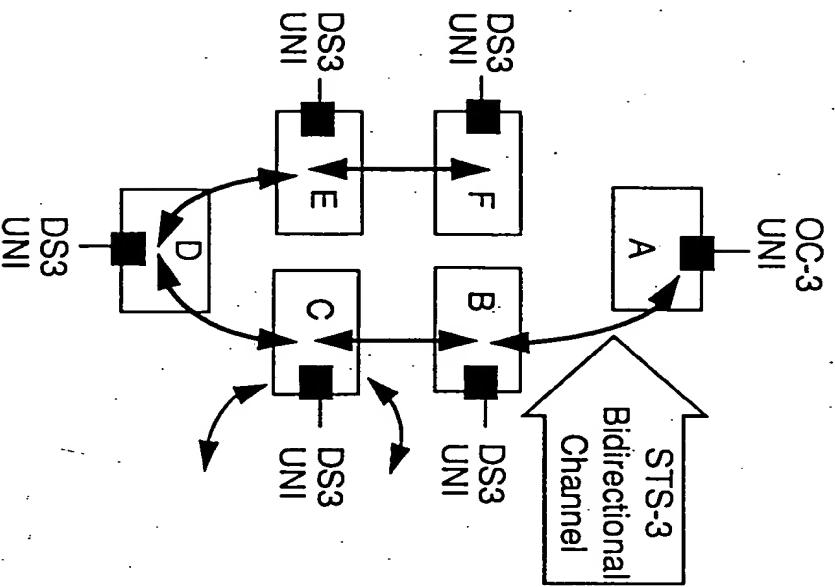 OC-3
UNI
A
STS-3
Bidirectional
Channel
DS3
UNI
F
B
DS3
UNI
DS3
UNI
E
C
DS3
UNI
D
DS3
UNI